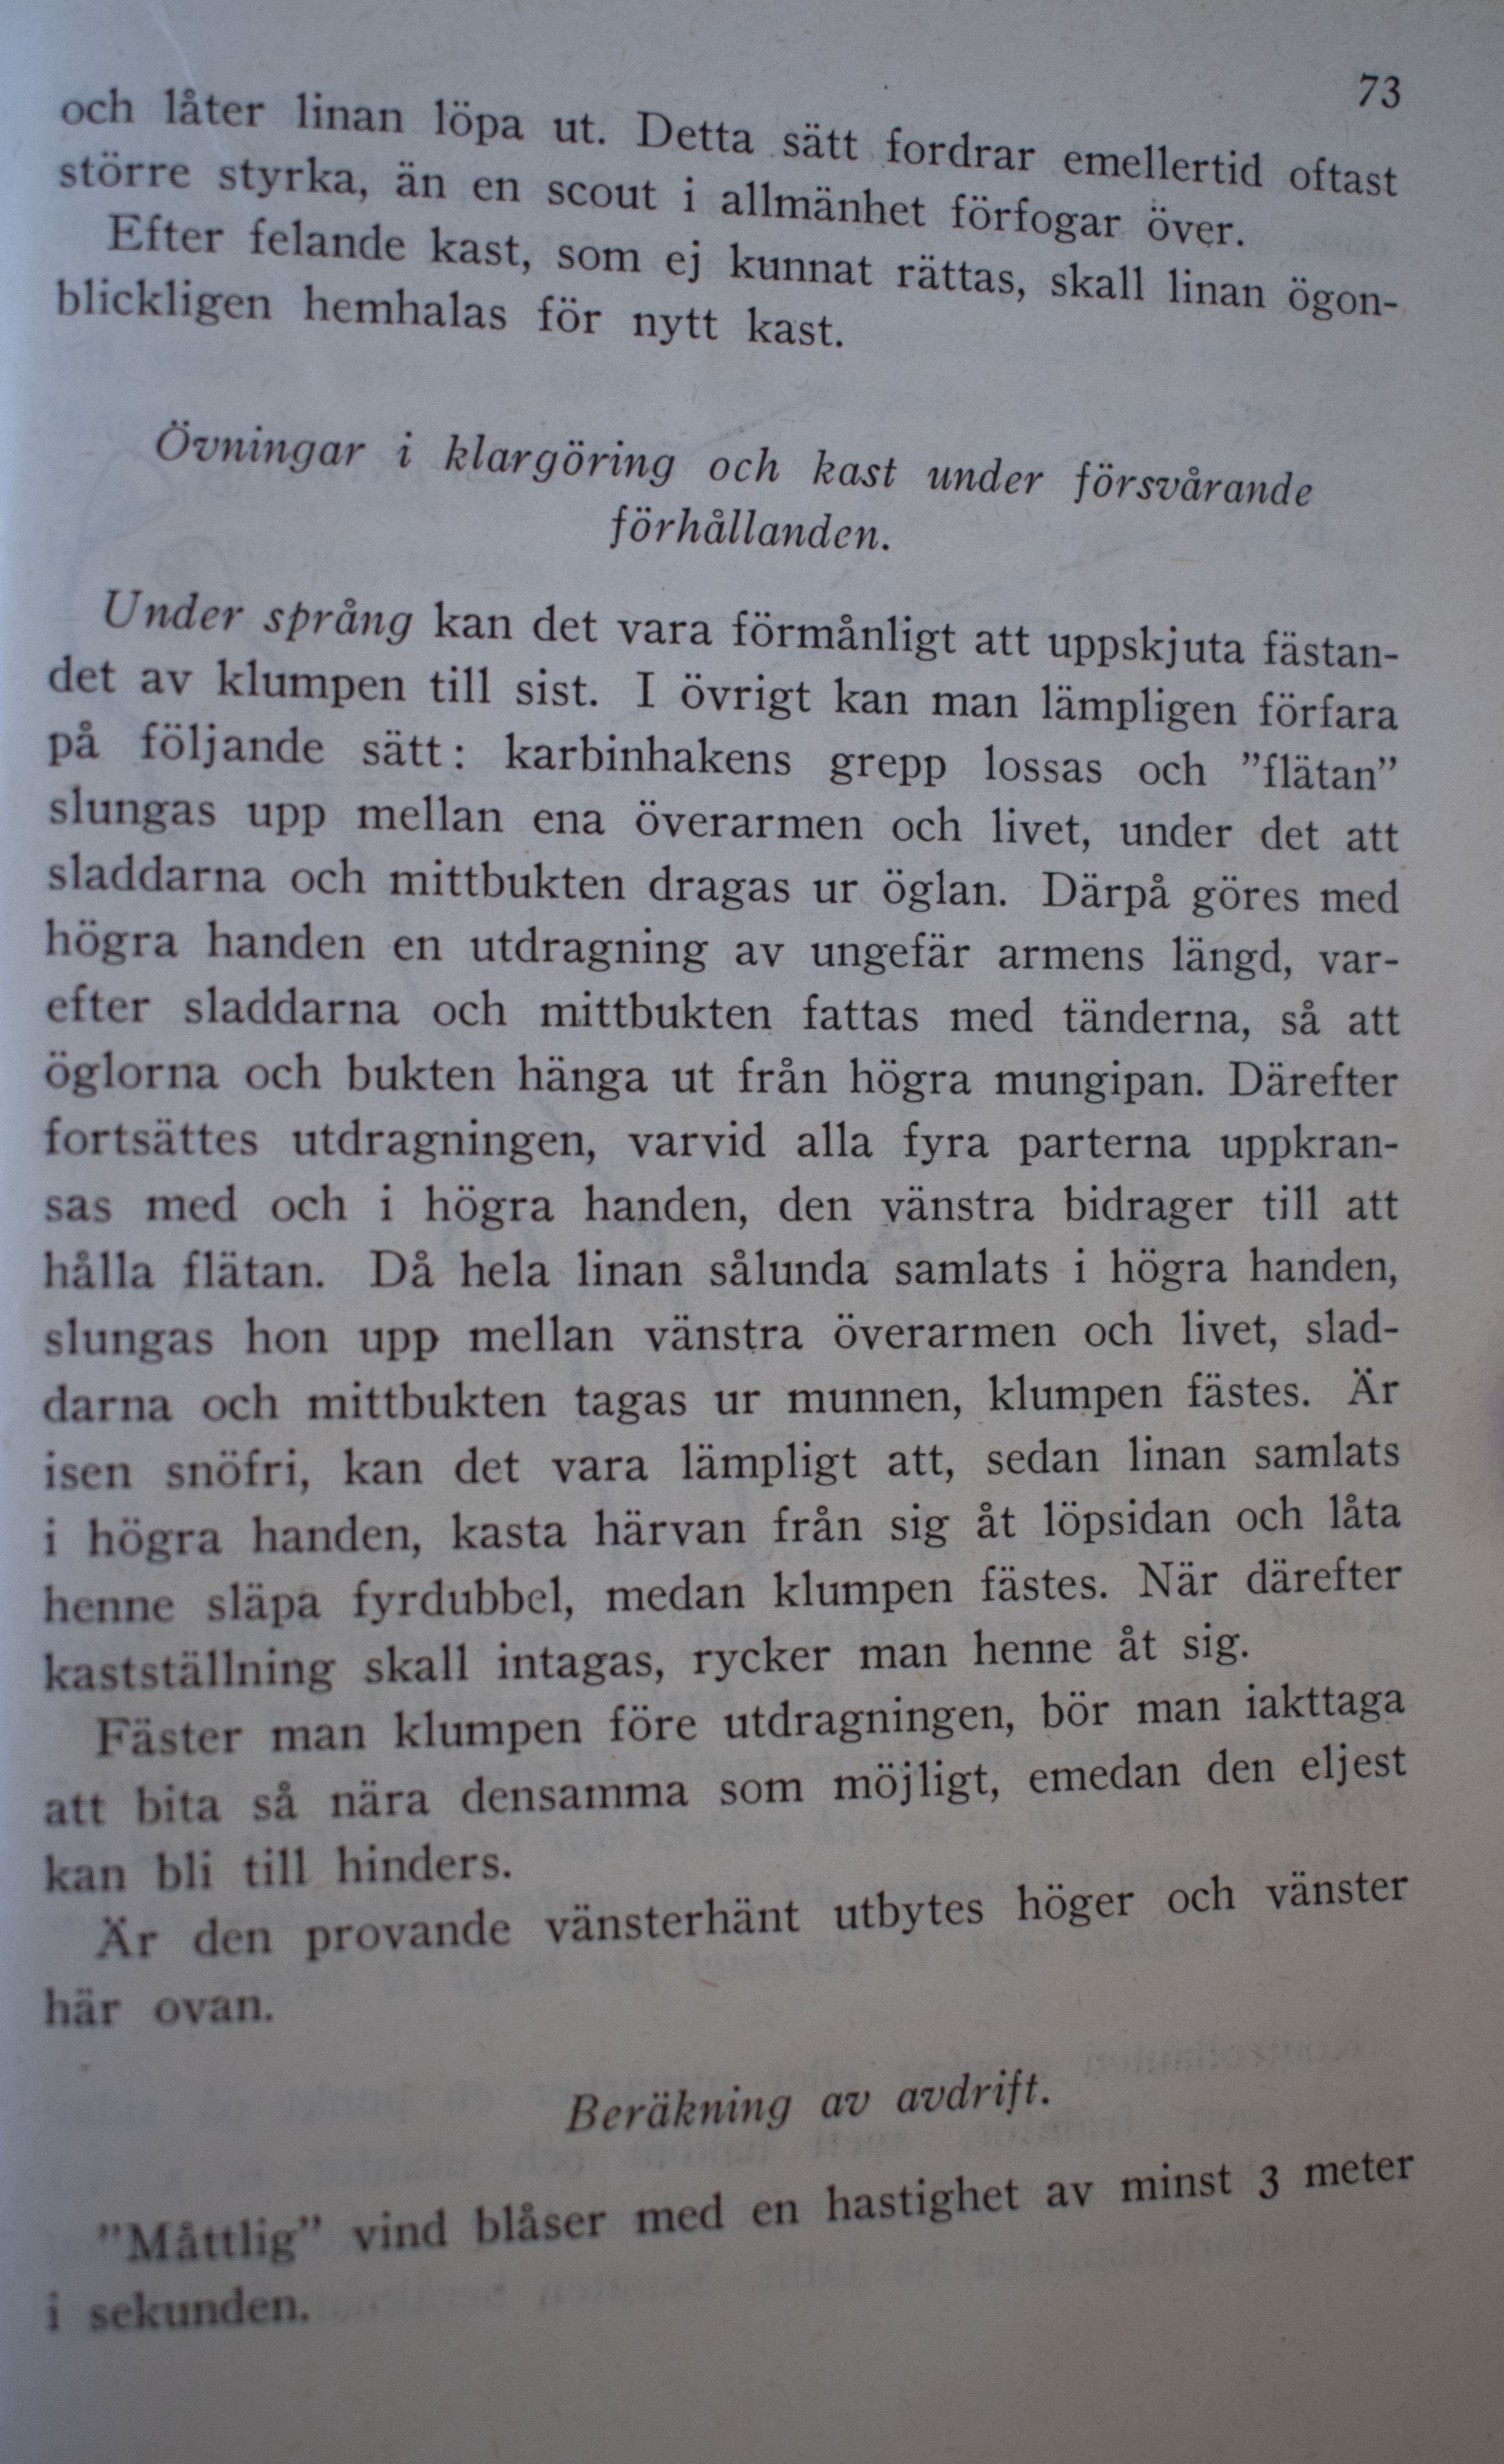 73
och låter linan löpa ut. Detta sätt fordrar emellertid oftast
större styrka, än en scout i allmänhet förfogar över.
Efter felande kast, som ej kunnat rättas, skall linan ögon-
blickligen hemhalas för nytt kast.
Övningar i klargöring och kast under försvårande
förhållanden.
Under språng kan det vara förmånligt att uppskjuta fästan-
det av klumpen till sist. I övrigt kan man lämpligen förfara
på följande sätt: karbinhakens grepp lossas och ”flätan”
slungas upp mellan ena överarmen och livet, under det att
sladdarna och mittbukten dragas ur öglan. Därpå göres med
högra handen en utdragning av ungefär armens längd, var-
efter sladdarna och mittbukten fattas med tänderna, så att
öglorna och bukten hänga ut från högra mungipan. Därefter
fortsättes utdragningen, varvid alla fyra parterna uppkran-
sas med och i högra handen, den vänstra bidrager till att
hålla flätan. Då hela linan sålunda samlats i högra handen,
slungas hon upp mellan vänstra överarmen och livet, slad-
darna och mittbukten tagas ur munnen, klumpen fästes. Är
isen snöfri, kan det vara lämpligt att, sedan linan samlats
i högra handen, kasta härvan från sig åt löpsidan och låta
henne släpa fyrdubbel, medan klumpen fästes. När därefter
kastställning skall intagas, rycker man henne åt sig.
Fäster man klumpen före utdragningen, bör man iakttaga
att bita så nära densamma som möjligt, emedan den eljest
kan bli till hinders.
Är den provande vänsterhänt utbytes höger och vänster
här ovan.
Beräkning av avdrift.
”Måttlig” vind blåser med en hastighet av minst 3 meter
i sekunden.